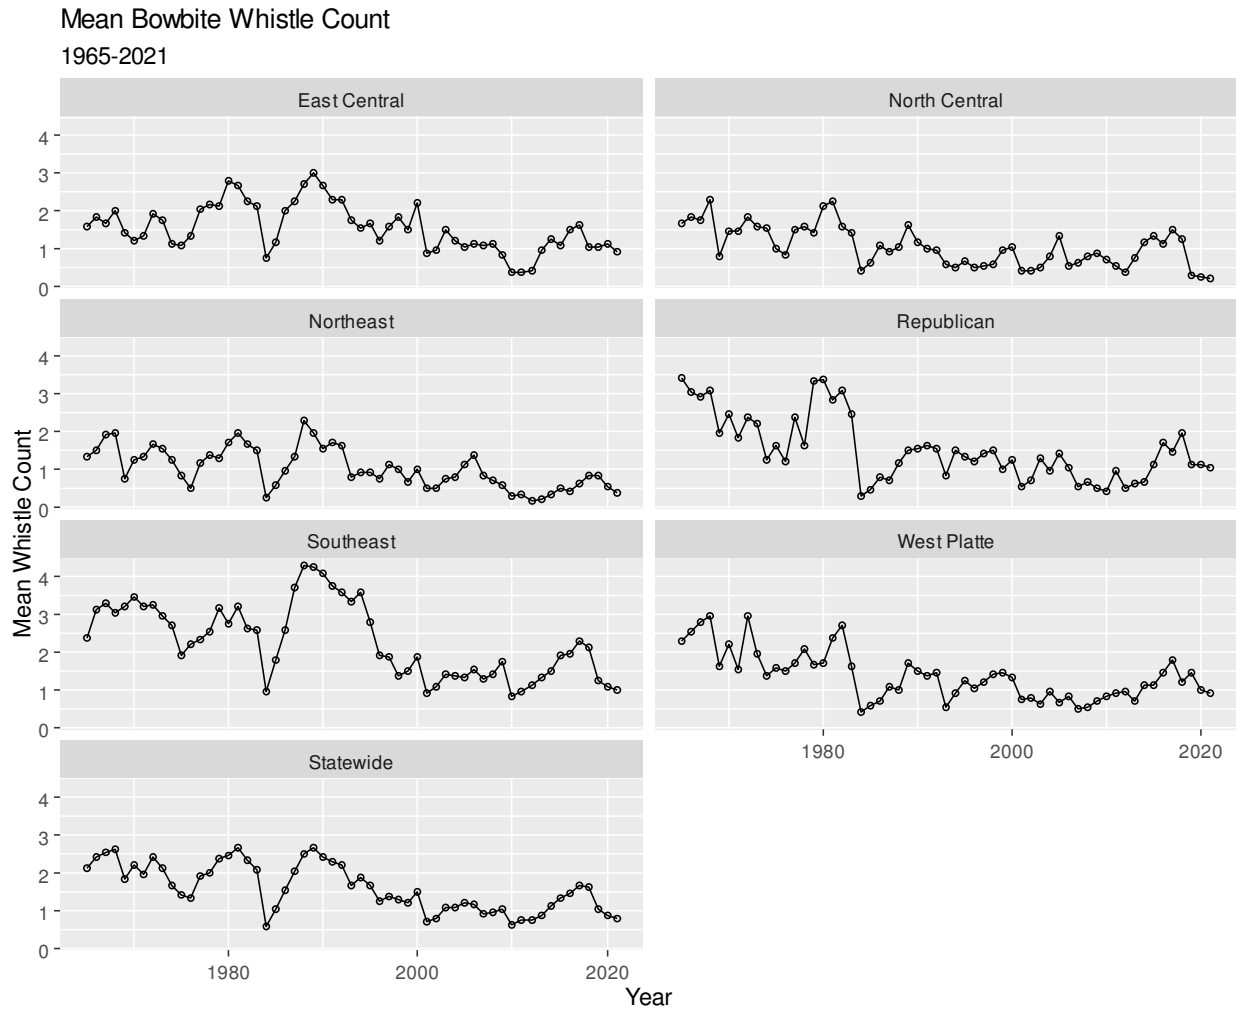 Mean Bowbite Whistle Count
1965-2021
East Central
North Central
4
3
2
1
0
Northeast
Republican
4
3
2
1
0
Mean Whistle Count
Southeast
West Platte
4
3
2
1
0
1980 2000 2020
Statewide
4
3
2
1
0
1980 2000 2020
Year